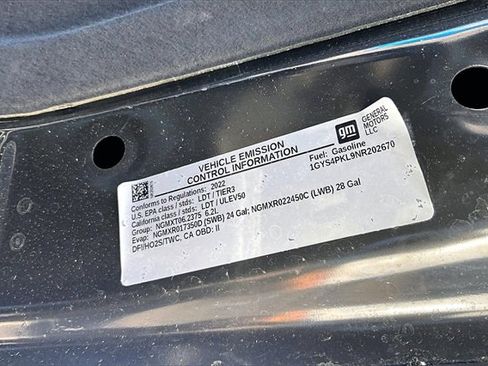 VEHICLE EMISSION
CONTROL INFORMATION
gm
GENERAL
MOTORS
LLC
Fuel: Gasoline
1GYS4PKL9NR202670
Conforms to Regulations: 2022
U.S. EPA class / stds: LDT / TIER3
California class / stds: LDT / ULEV50
Group: NGMXT06.2375 6.2L
Evap: NGMXR017350D (SWB) 24 Gal; NGMXR022450C (LWB) 28 Gal
DFI/HO2S/TWC, CA OBD: II